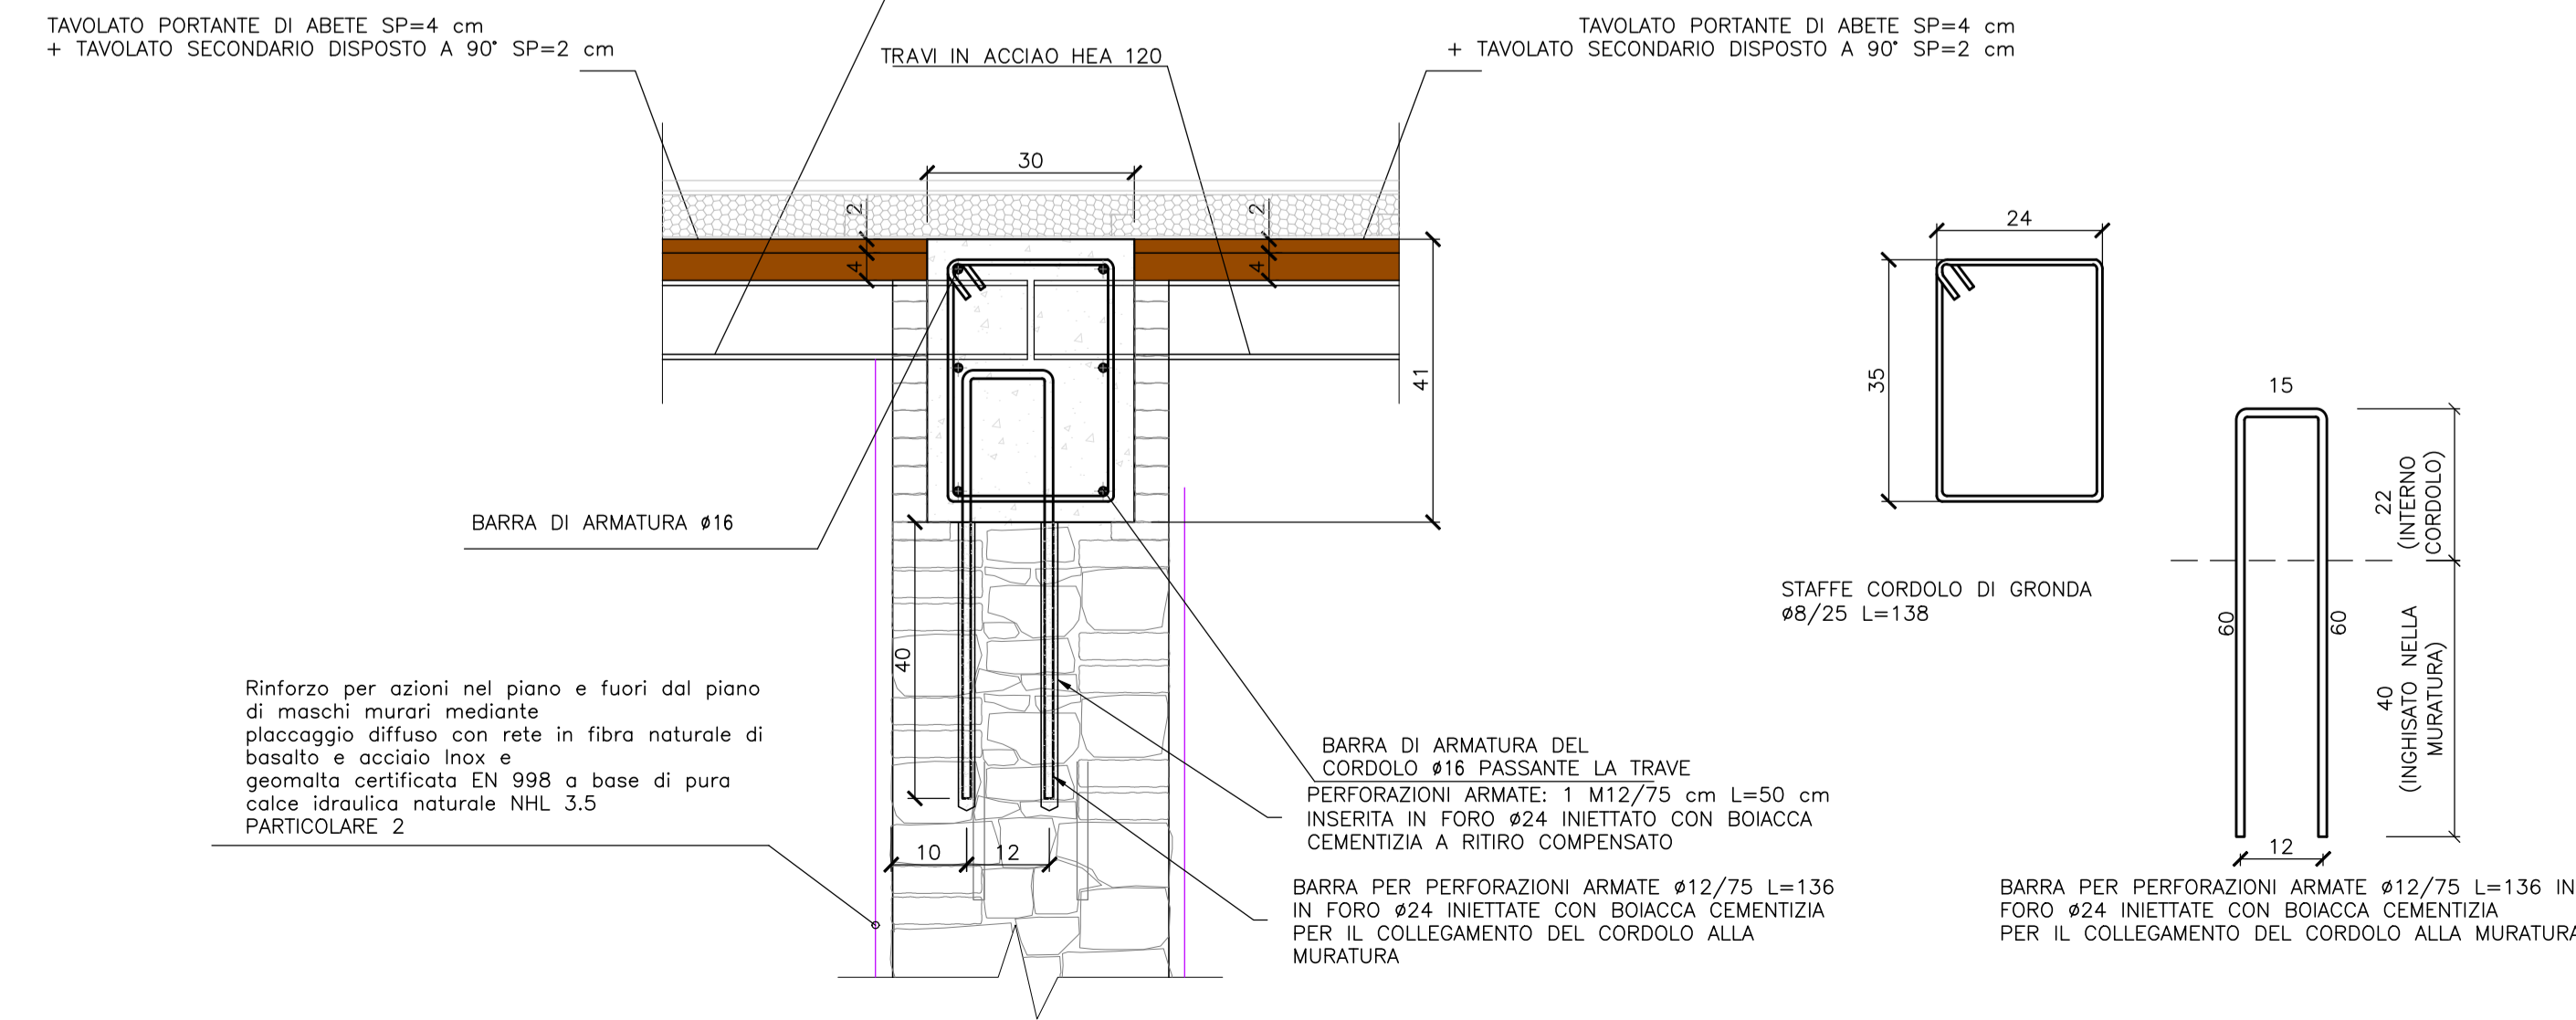 TAVOLATO PORTANTE DI ABETE SP=4 cm
+ TAVOLATO SECONDARIO DISPOSTO A 90° SP=2 cm
TRAVI IN ACCIAO HEA 120
TAVOLATO PORTANTE DI ABETE SP=4 cm
+ TAVOLATO SECONDARIO DISPOSTO A 90° SP=2 cm
30
2
4
2
4
41
40
10
12
BARRA DI ARMATURA ø16
Rinforzo per azioni nel piano e fuori dal piano
di maschi murari mediante
placcaggio diffuso con rete in fibra naturale di
basalto e acciaio Inox e
geomalta certificata EN 998 a base di pura
calce idraulica naturale NHL 3.5
PARTICOLARE 2
BARRA DI ARMATURA DEL
CORDOLO ø16 PASSANTE LA TRAVE
PERFORAZIONI ARMATE: 1 M12/75 cm L=50 cm
INSERITA IN FORO ø24 INIETTATO CON BOIACCA
CEMENTIZIA A RITIRO COMPENSATO
BARRA PER PERFORAZIONI ARMATE ø12/75 L=136
IN FORO ø24 INIETTATE CON BOIACCA CEMENTIZIA
PER IL COLLEGAMENTO DEL CORDOLO ALLA
MURATURA
24
35
STAFFE CORDOLO DI GRONDA
ø8/25 L=138
15
22
(INTERNO
CORDOLO)
60
60
40
(INGHISATO NELLA
MURATURA)
12
BARRA PER PERFORAZIONI ARMATE ø12/75 L=136 IN
FORO ø24 INIETTATE CON BOIACCA CEMENTIZIA
PER IL COLLEGAMENTO DEL CORDOLO ALLA MURATURA